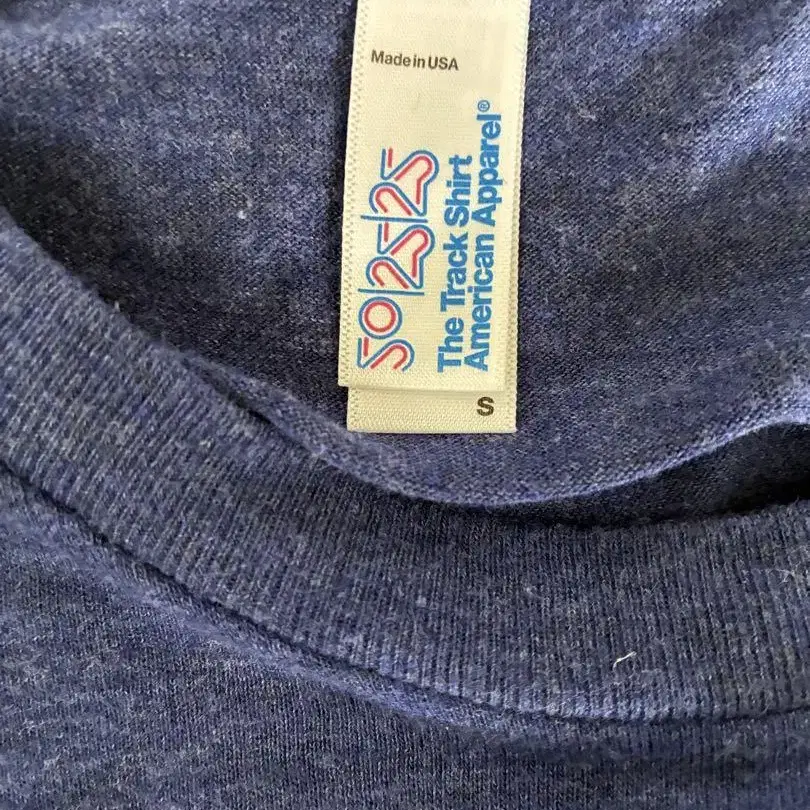 Made in USA
50/25/25
The Track Shirt
American Apparel®
S